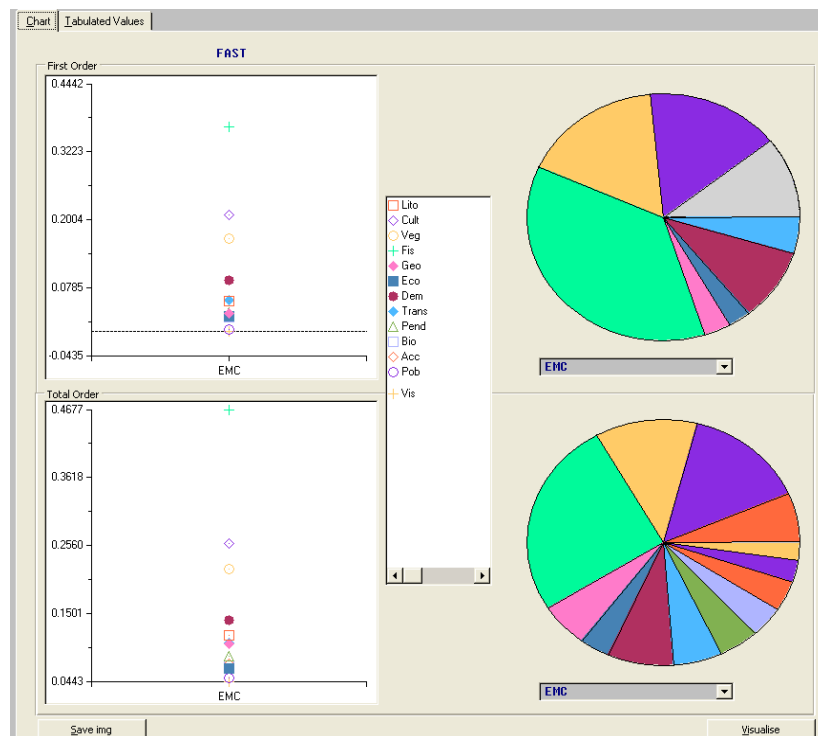 Chart Tabulated Values
FAST
First Order
0.4442
0.3223
0.2004
0.0785
-0.0435
EMC
Lito
Cult
Veg
Fis
Geo
Eco
Dem
Trans
Pend
Bio
Acc
Pob
Vis
EMC
Total Order
0.4677
0.3618
0.2560
0.1501
0.0443
EMC
EMC
Save img
Visualise